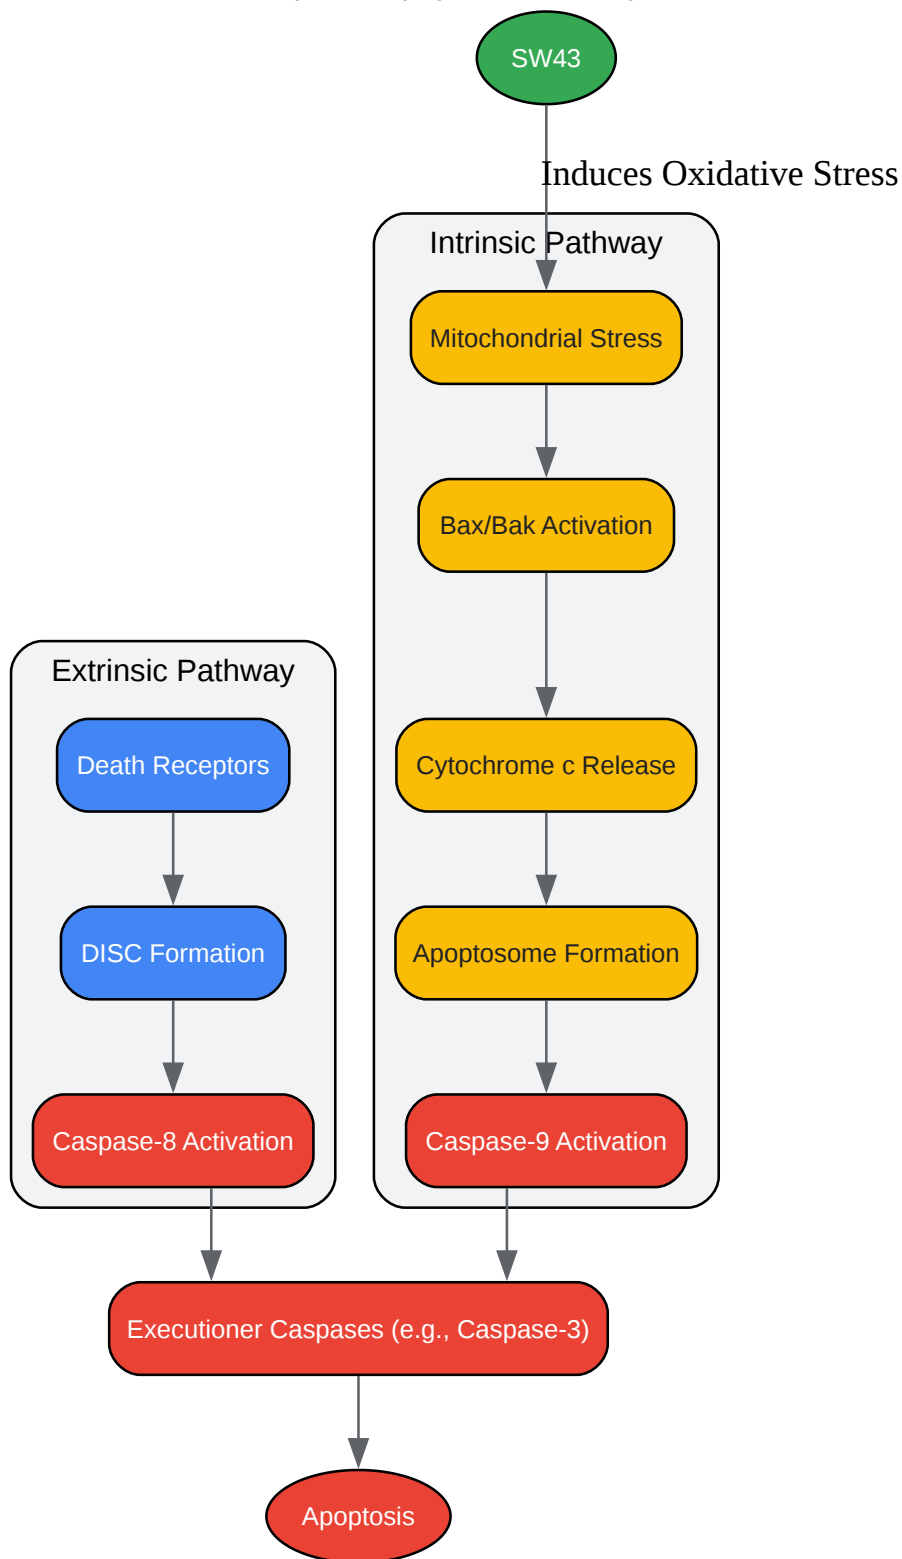 SW43
Induces Oxidative Stress
Intrinsic Pathway
Mitochondrial Stress
Bax/Bak Activation
Extrinsic Pathway
Death Receptors
Cytochrome c Release
DISC Formation
Apoptosome Formation
Caspase-8 Activation
Caspase-9 Activation
Executioner Caspases (e.g., Caspase-3)
Apoptosis